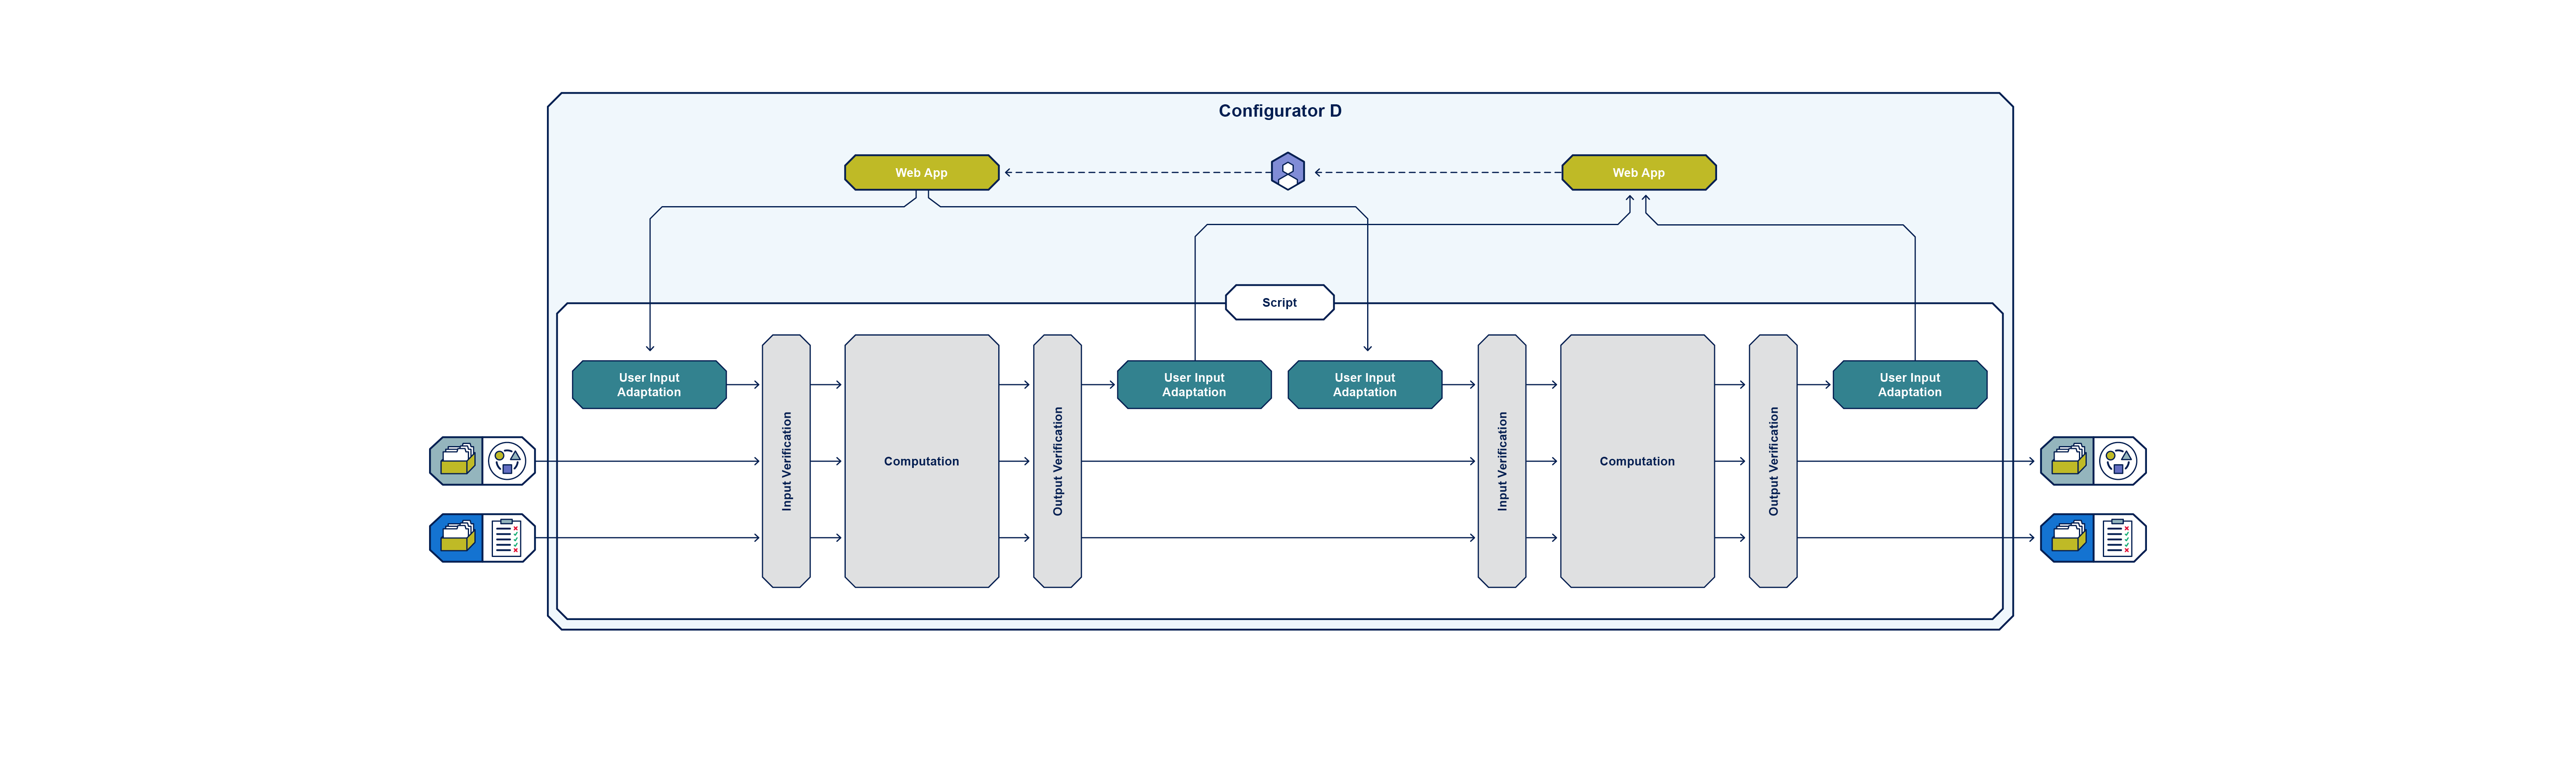 Configurator D
Web App
Web App
Script
User Input
Adaptation
Input Verification
Computation
Output Verification
User Input
Adaptation
User Input
Adaptation
Input Verification
Computation
Output Verification
User Input
Adaptation